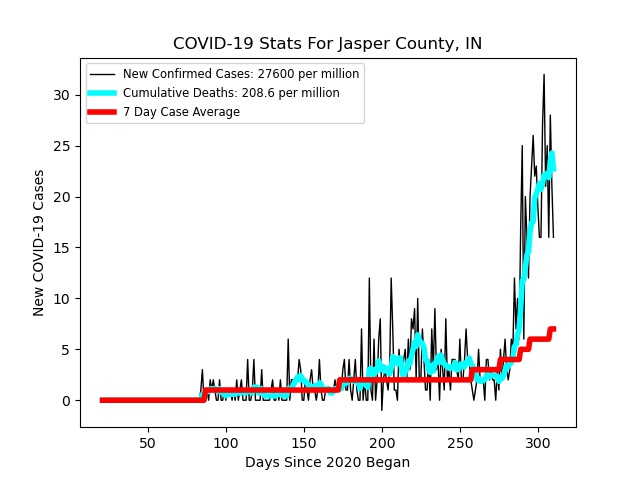 COVID-19 Stats For Jasper County, IN
New Confirmed Cases: 27600 per million
Cumulative Deaths: 208.6 per million
7 Day Case Average
New COVID-19 Cases
30
25
20
15
10
5
0
50 100 150 200 250 300
Days Since 2020 Began